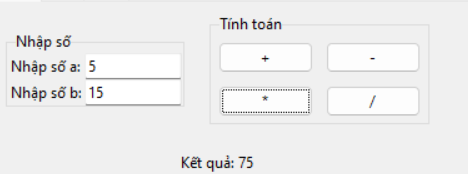 Nhập số
Nhập số a: 5
Nhập số b: 15
Tính toán
+ -
* /
Kết quả: 75